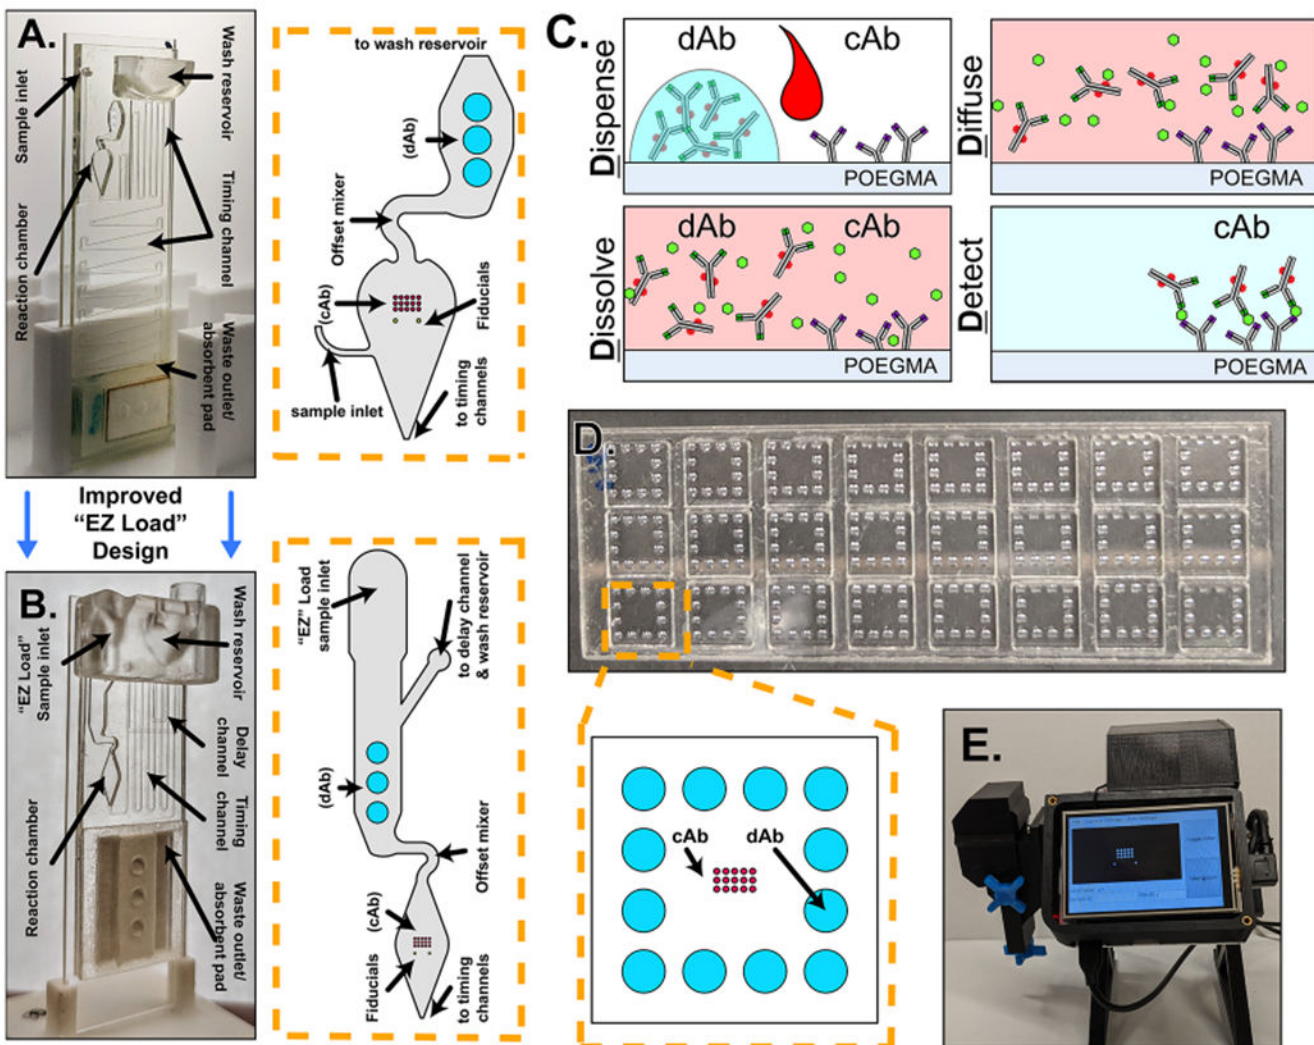 A.
Sample inlet
Wash reservoir
Reaction chamber
Timing channel
Waste outlet/
absorbent pad
to wash reservoir
(dAb)
Offset mixer
(cAb)
Fiducials
sample inlet
to timing
channels
Improved
“EZ Load”
Design
B.
“EZ Load”
Sample inlet
Wash reservoir
Delay
channel
Timing
channel
Reaction chamber
Waste outlet/
absorbent pad
“EZ” Load
sample inlet
to delay channel
& wash reservoir
(dAb)
Offset mixer
(cAb)
Fiducials
to timing
channels
C.
Dispense
dAb
cAb
POEGMA
Diffuse
POEGMA
Dissolve
dAb
cAb
POEGMA
Detect
cAb
POEGMA
D.
cAb
dAb
E.